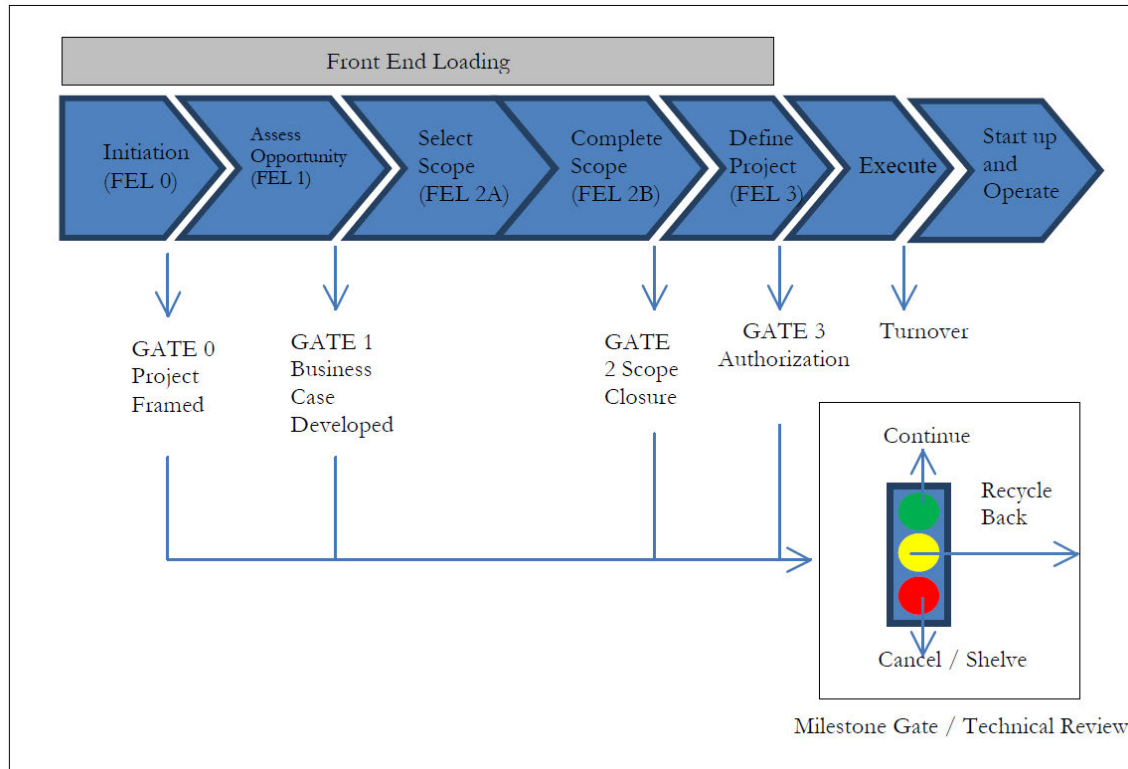 Front End Loading
Initiation
(FEL 0)
Assess
Opportunity
(FEL 1)
Select
Scope
(FEL 2A)
Complete
Scope
(FEL 2B)
Define
Project
(FEL 3)
Execute
Start up
and
Operate
GATE 0
Project
Framed
GATE 1
Business
Case
Developed
GATE
2 Scope
Closure
GATE 3
Authorization
Turnover
Continue
Recycle
Back
Cancel / Shelve
Milestone Gate / Technical Review